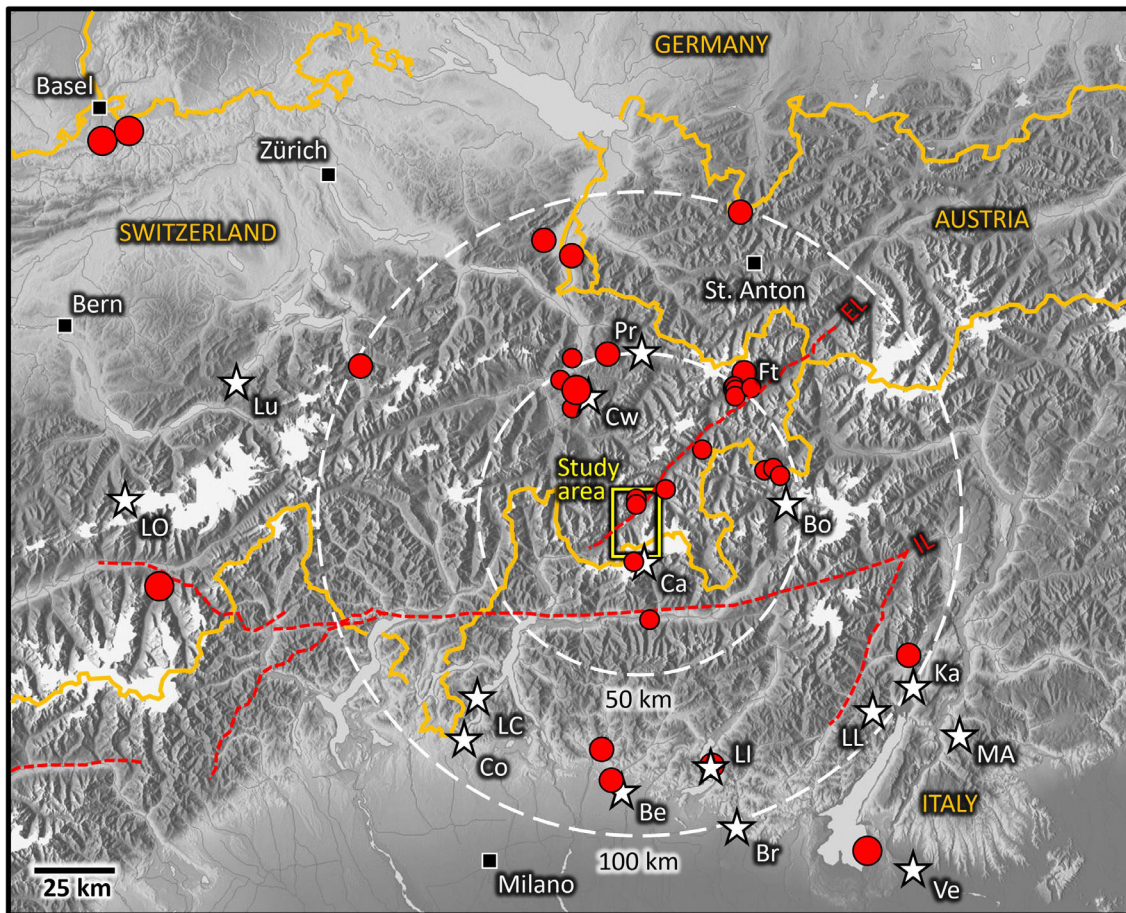 GERMANY
Basel
Zürich
SWITZERLAND
AUSTRIA
St. Anton
Bern
EL
Pr
Ft
Lu
Cw
Study
area
LO
Bo
IL
Ca
Ka
50 km
LC
LL
MA
Co
LI
ITALY
Be
Br
100 km
25 km
Milano
Ve